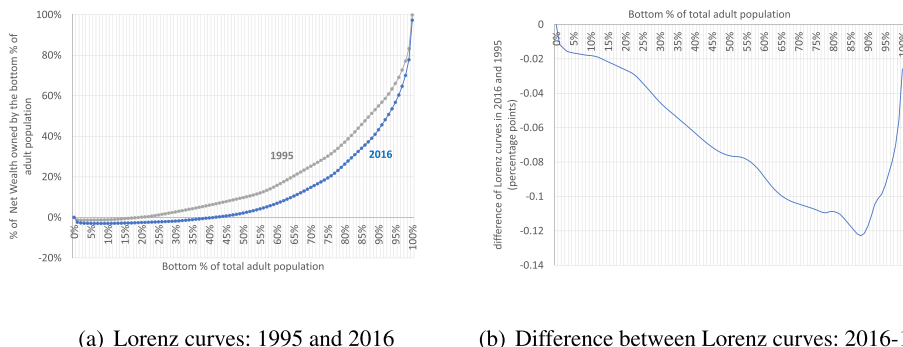 % of Net Wealth owned by the bottom % of
adult population
100%
80%
60%
40%
20%
0%
-20%
1995
2016
0% 5% 10% 15% 20% 25% 30% 35% 40% 45% 50% 55% 60% 65% 70% 75% 80% 85% 90% 95% 100%
Bottom % of total adult population
(a) Lorenz curves: 1995 and 2016
Bottom % of total adult population
0% 5% 10% 15% 20% 25% 30% 35% 40% 45% 50% 55% 60% 65% 70% 75% 80% 85% 90% 95% 100%
difference of Lorenz curves in 2016 and 1995
(percentage points)
0
-0.02
-0.04
-0.06
-0.08
-0.1
-0.12
-0.14
(b) Difference between Lorenz curves: 2016-